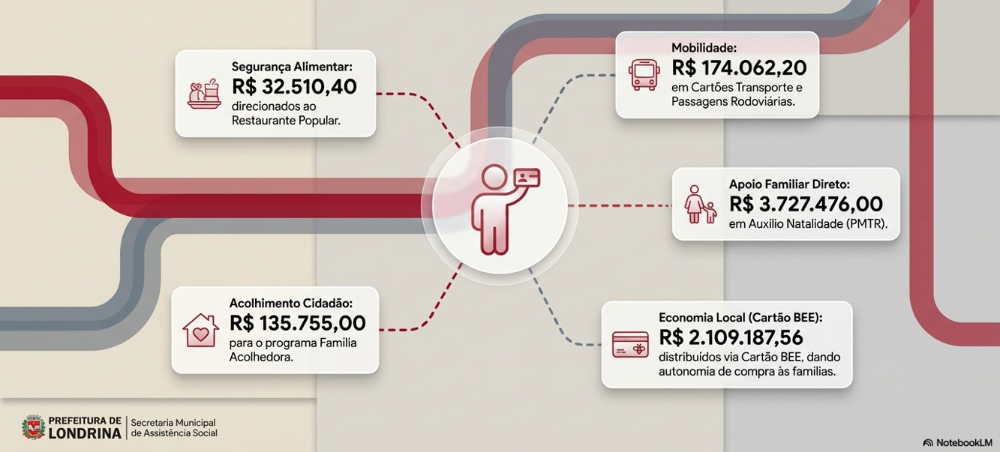 Segurança Alimentar:
R$ 32.510,40
direcionados ao
Restaurante Popular.
Acolhimento Cidadão:
R$ 135.755,00
para o programa Familia
Acolhedora.
Mobilidade:
R$ 174.062,20
em Cartões Transporte e
Passagens Rodoviárias.
Apoio Familiar Direto:
R$ 3.727.476,00
em Auxilio Natalidade (PMTR).
Economia Local (Cartão BEE):
R$ 2.109.187,56
distribuídos via Cartão BEE, dando
autonomia de compra às familias.
PREFEITURA DE
LONDRINA
Secretaria Municipal
de Assistência Social
NotebookLM